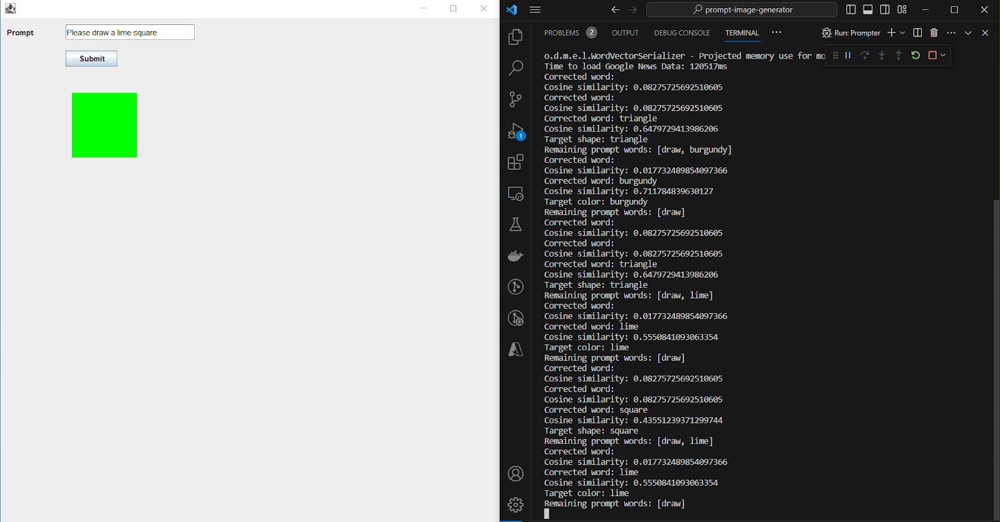 Prompt
Please draw a lime square
Submit
prompt-image-generator
PROBLEMS 2 OUTPUT DEBUG CONSOLE TERMINAL ··· Run: Prompter
o.d.m.e.l.WordVectorSerializer - Projected memory use for mo
Time to load Google News Data: 120517ms
Corrected word:
Cosine similarity: 0.08275725692510605
Corrected word:
Cosine similarity: 0.08275725692510605
Corrected word: triangle
Cosine similarity: 0.6479729413986206
Target shape: triangle
Remaining prompt words: [draw, burgundy]
Corrected word:
Cosine similarity: 0.017732489854097366
Corrected word: burgundy
Cosine similarity: 0.711784839630127
Target color: burgundy
Remaining prompt words: [draw]
Corrected word:
Cosine similarity: 0.08275725692510605
Corrected word:
Cosine similarity: 0.08275725692510605
Corrected word: triangle
Cosine similarity: 0.6479729413986206
Target shape: triangle
Remaining prompt words: [draw, lime]
Corrected word:
Cosine similarity: 0.017732489854097366
Corrected word: lime
Cosine similarity: 0.5550841093063354
Target color: lime
Remaining prompt words: [draw]
Corrected word:
Cosine similarity: 0.08275725692510605
Corrected word:
Cosine similarity: 0.08275725692510605
Corrected word: square
Cosine similarity: 0.43551239371299744
Target shape: square
Remaining prompt words: [draw, lime]
Corrected word:
Cosine similarity: 0.017732489854097366
Corrected word: lime
Cosine similarity: 0.5550841093063354
Target color: lime
Remaining prompt words: [draw]
1